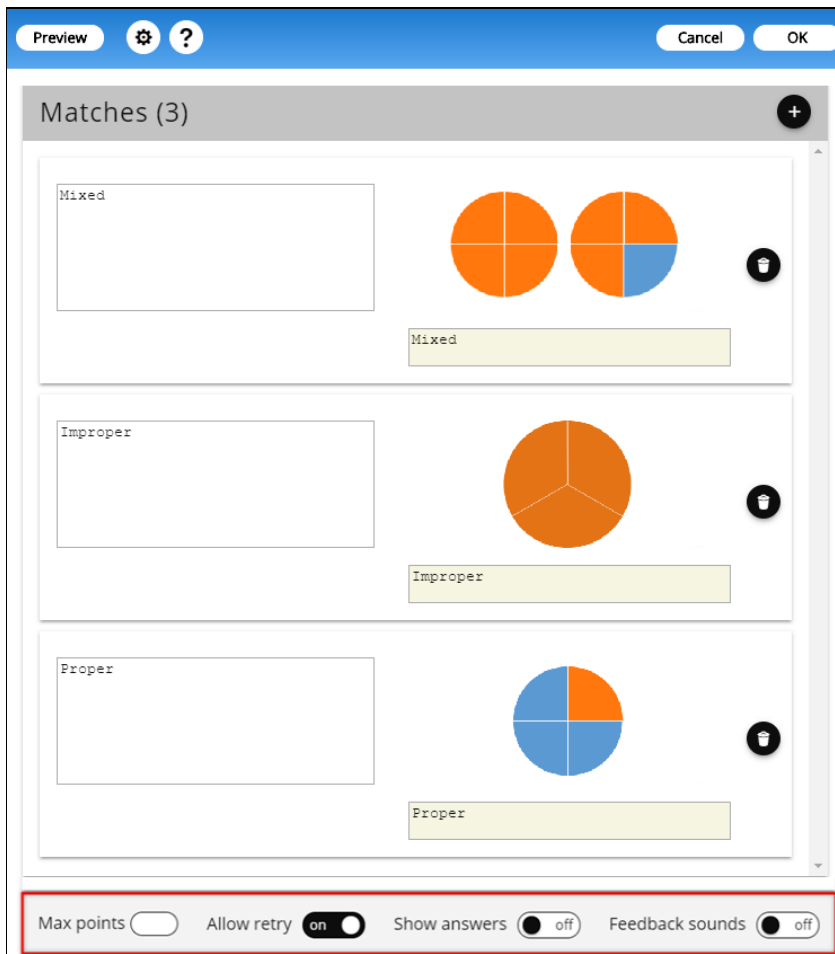 Preview ? Cancel OK
Matches (3) +
Mixed
Mixed
Improper
Improper
Proper
Proper
Max points Allow retry on Show answers off Feedback sounds off